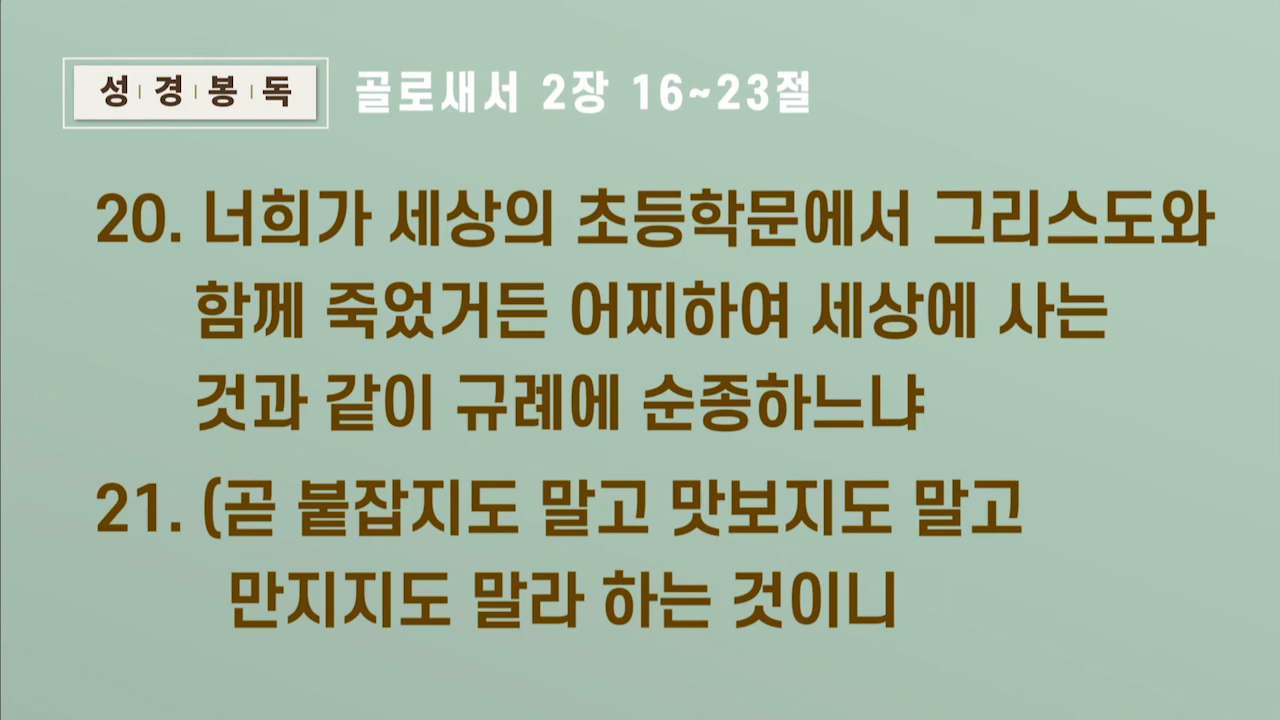 성경봉독 골로새서 2장 16~23절
20. 너희가 세상의 초등학문에서 그리스도와
함께 죽었거든 어찌하여 세상에 사는
것과 같이 규례에 순종하느냐
21. (곧 붙잡지도 말고 맛보지도 말고
만지지도 말라 하는 것이니